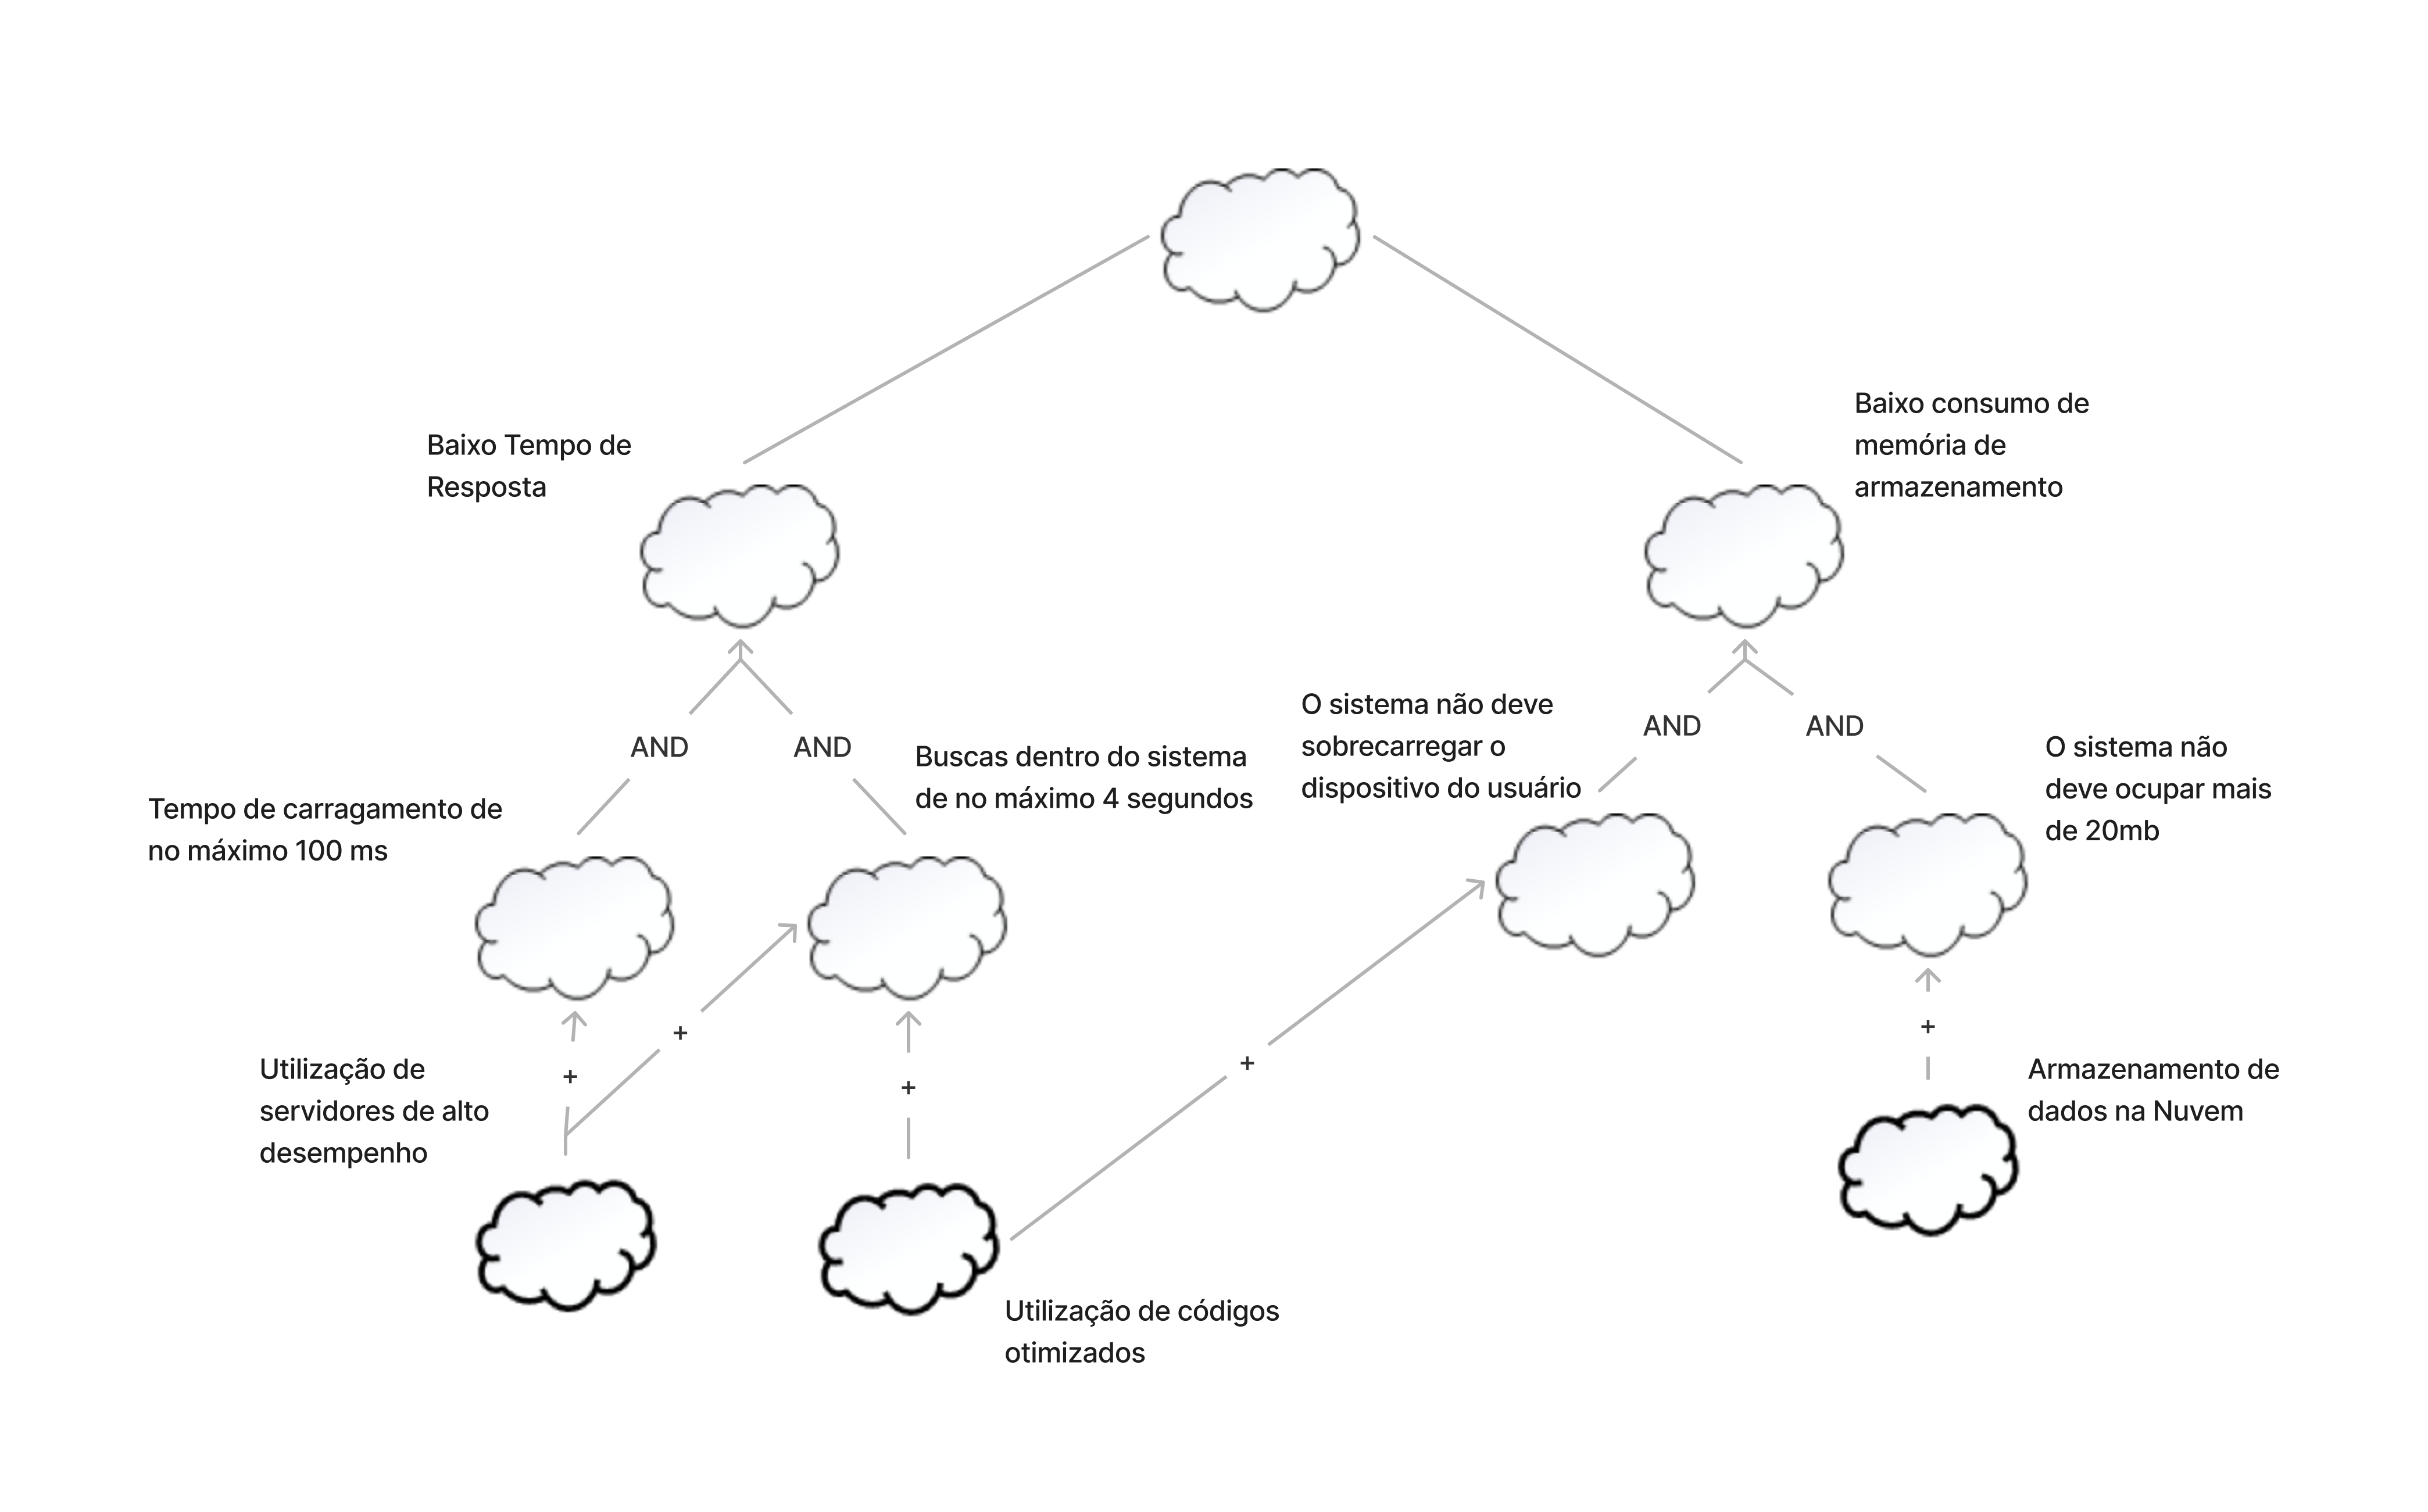 Baixo consumo de
memória de
armazenamento
Baixo Tempo de
Resposta
O sistema não deve
sobrecarregar o
dispositivo do usuário
AND
AND
AND
AND
O sistema não
deve ocupar mais
de 20mb
Buscas dentro do sistema
de no máximo 4 segundos
Tempo de carragamento de
no máximo 100 ms
+
+
+
+
+
Utilização de
servidores de alto
desempenho
Armazenamento de
dados na Nuvem
Utilização de códigos
otimizados